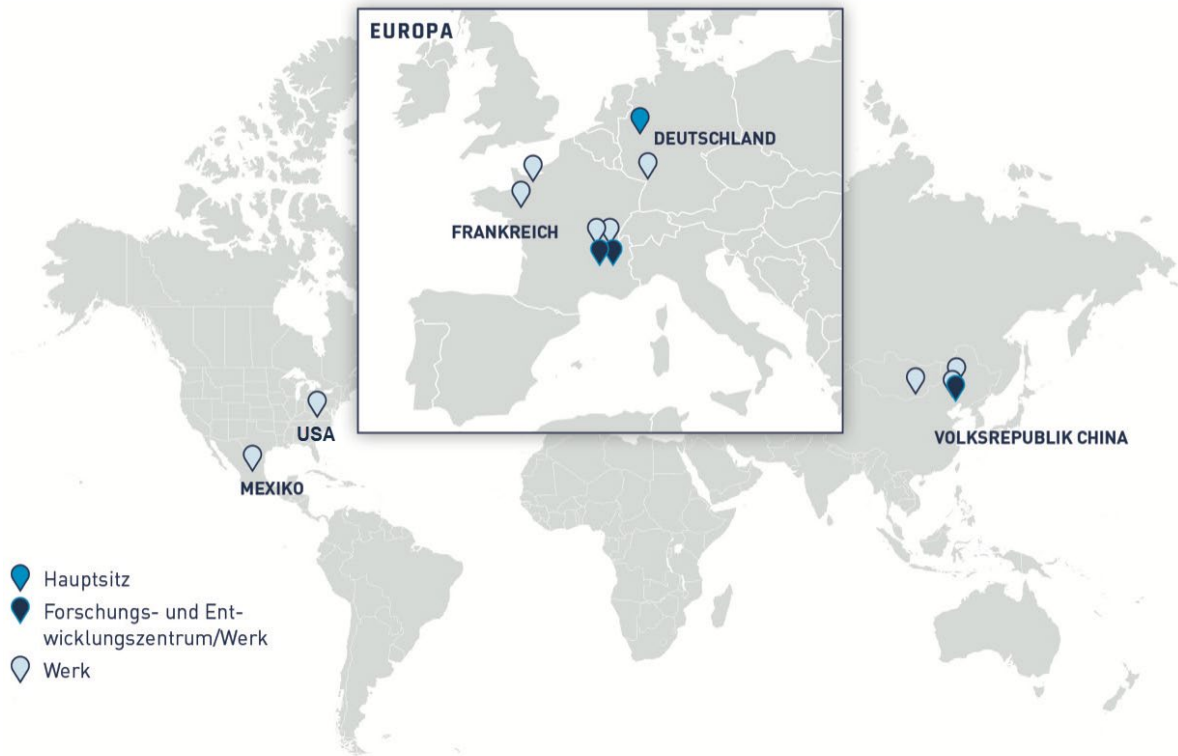 EUROPA
DEUTSCHLAND
FRANKREICH
USA
MEXIKO
VOLKSREPUBLIK CHINA
Hauptsitz
Forschungs- und Ent-
wicklungszentrum/Werk
Werk